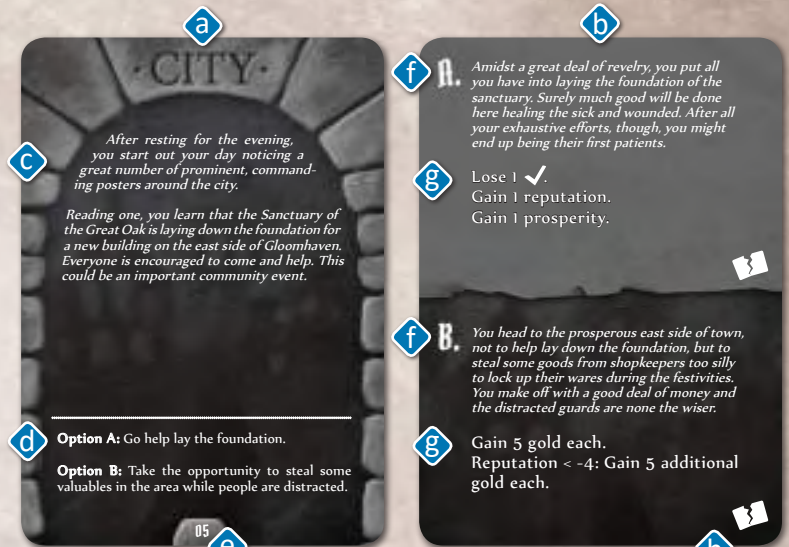 a
b
·CITY·
c
After resting for the evening,
you start out your day noticing a
great number of prominent, command-
ing posters around the city.
Reading one, you learn that the Sanctuary of
the Great Oak is laying down the foundation for
a new building on the east side of Gloomhaven.
Everyone is encouraged to come and help. This
could be an important community event.
d
Option A: Go help lay the foundation.
Option B: Take the opportunity to steal some
valuables in the area while people are distracted.
05
e
f
A.
Amidst a great deal of revelry, you put all
you have into laying the foundation of the
sanctuary. Surely much good will be done
here healing the sick and wounded. After all
your exhaustive efforts, though, you might
end up being their first patients.
g
Lose 1 ✓.
Gain 1 reputation.
Gain 1 prosperity.
f
B.
You head to the prosperous east side of town,
not to help lay down the foundation, but to
steal some goods from shopkeepers too silly
to lock up their wares during the festivities.
You make off with a good deal of money and
the distracted guards are none the wiser.
g
Gain 5 gold each.
Reputation < -4: Gain 5 additional
gold each.
h